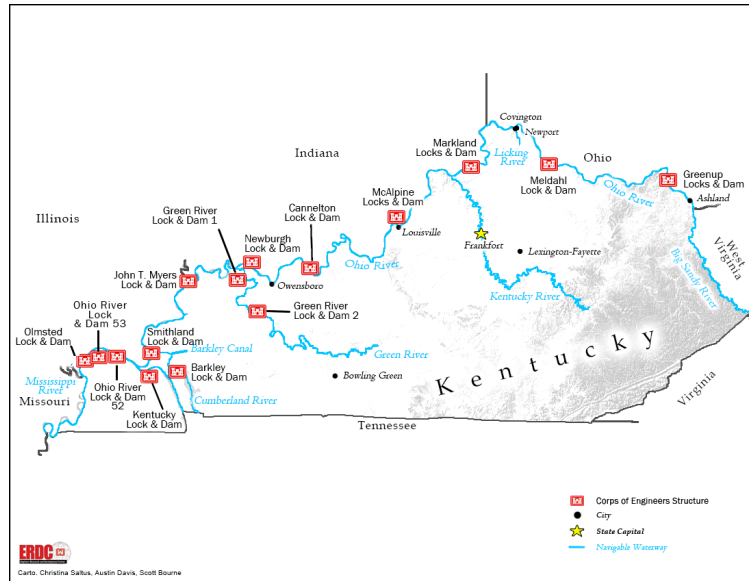 Covington
Newport
Licking
River
Ohio
Markland
Locks & Dam
Meldahl
Lock & Dam
Ohio River
Greenup
Locks & Dam
Ashland
Indiana
McAlpine
Locks & Dam
Louisville
Cannelton
Lock & Dam
Green River
Lock & Dam 1
Newburgh
Lock & Dam
Illinois
Ohio River
Frankfort
Lexington-Fayette
West
Virginia
Big Sandy River
John T. Myers
Lock & Dam
Owensboro
Kentucky River
Green River
Lock & Dam 2
Ohio River
Lock
& Dam 53
Olmsted
Lock & Dam
Smithland
Lock & Dam
Barkley Canal
Green River
Kentucky
Barkley
Lock & Dam
Bowling Green
Mississippi
River
Missouri
Ohio River
Lock & Dam
52
Kentucky
Lock & Dam
Cumberland River
Virginia
Tennessee
Corps of Engineers Structure
City
State Capital
Navigable Waterway
ERDC
Carto. Christina Saltus, Austin Davis, Scott Bourne